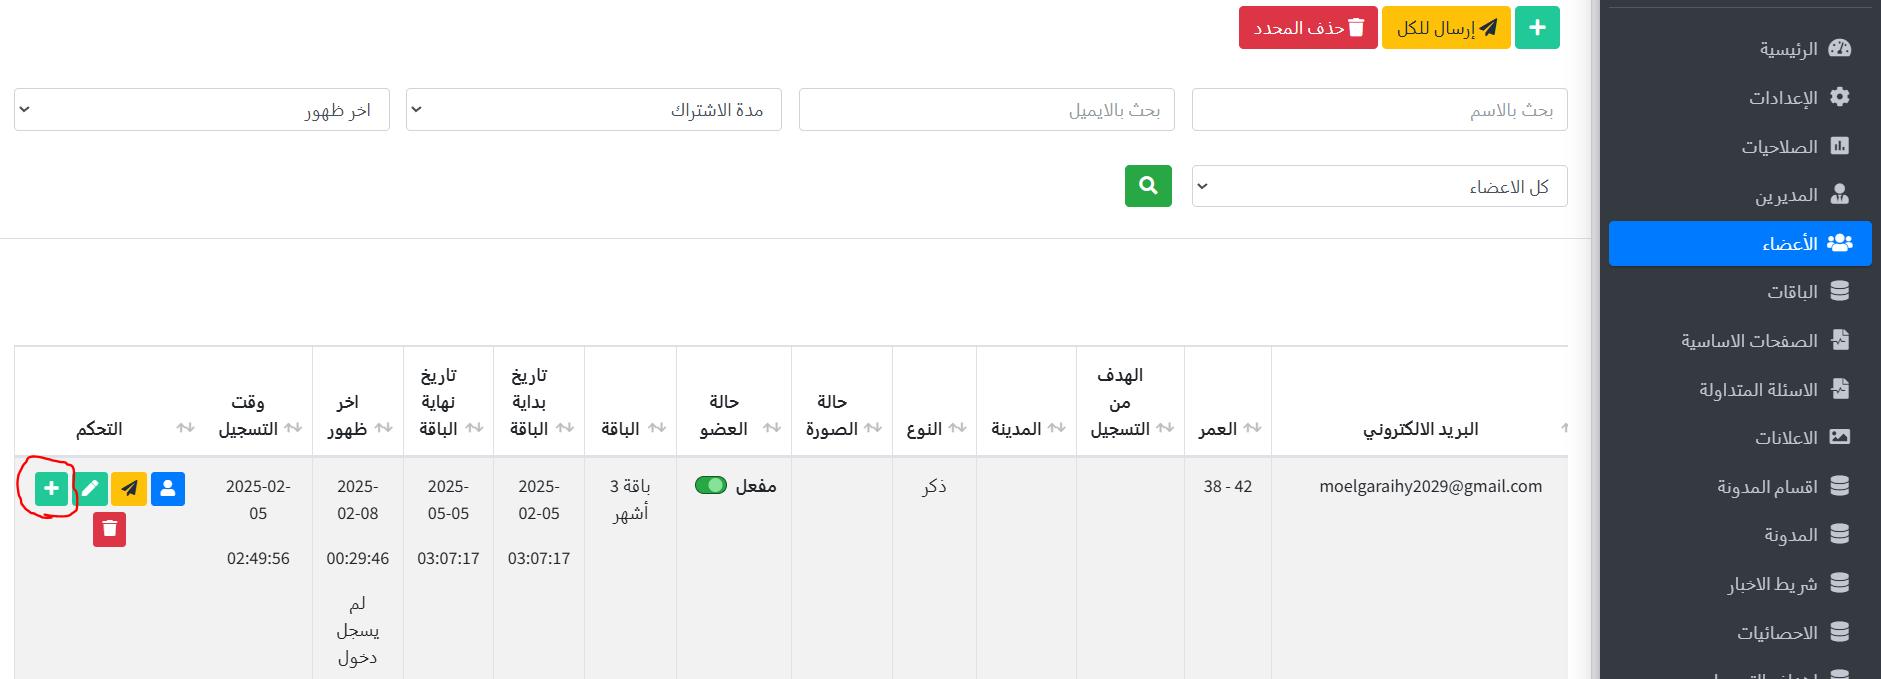 إرسال للكل
حذف المحدد
بحث بالاسم
بحث بالايميل
مدة الاشتراك
اخر ظهور
كل الاعضاء
الرئيسية
الإعدادات
الصلاحيات
المديرين
الأعضاء
الباقات
الصفحات الاساسية
الاسئلة المتداولة
الاعلانات
اقسام المدونة
المدونة
شريط الاخبار
الاحصائيات
البريد الالكتروني
العمر
الهدف
من
التسجيل
المدينة
النوع
حالة
الصورة
حالة
العضو
الباقة
تاريخ
بداية
الباقة
تاريخ
نهاية
الباقة
اخر
ظهور
وقت
التسجيل
التحكم
moelgaraihy2029@gmail.com
38 - 42
ذكر
مفعل
باقة 3
أشهر
2025-
02-05
03:07:17
2025-
05-05
03:07:17
2025-
02-08
00:29:46
لم
يسجل
دخول
2025-02-
05
02:49:56